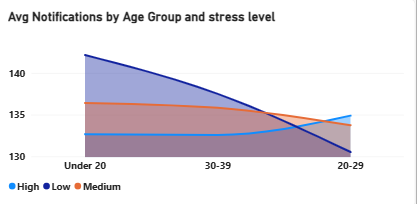 Avg Notifications by Age Group and stress level
140
135
130
Under 20 30-39 20-29
High Low Medium